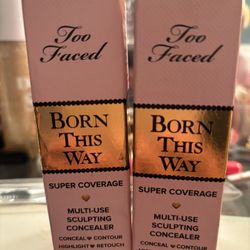 Too
Faced
BORN
THIS
WAY
SUPER COVERAGE
MULTI-USE
SCULPTING
CONCEALER
CONCEAL ♥ CONTOUR
HIGHLIGHT ♥ RETOUCH
Too
Faced
BORN
THIS
WAY
SUPER COVERAGE
MULTI-USE
SCULPTING
CONCEALER
CONCEAL ♥ CONTOUR